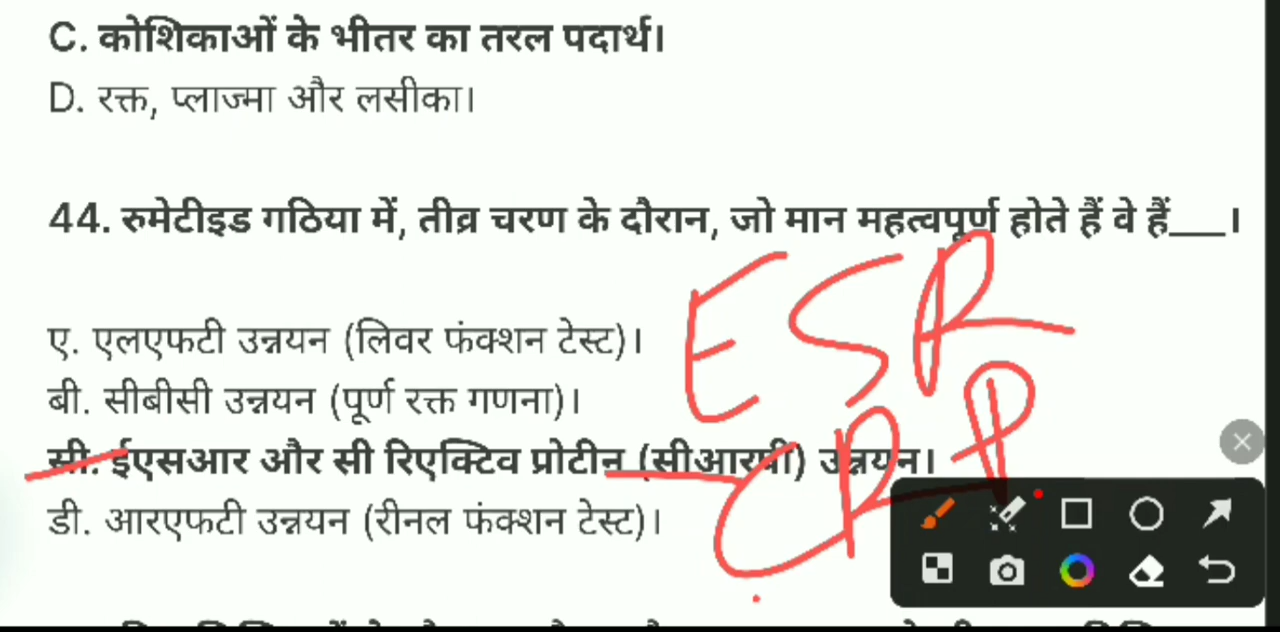 C. कोशिकाओं के भीतर का तरल पदार्थ।
D. रक्त, प्लाज्मा और लसीका।
44. रुमेटीइड गठिया में, तीव्र चरण के दौरान, जो मान महत्वपूर्ण होते हैं वे हैं___।
ESR
ए. एलएफटी उन्नयन (लिवर फंक्शन टेस्ट)।
बी. सीबीसी उन्नयन (पूर्ण रक्त गणना)।
CRP
सी. ईएसआर और सी रिएक्टिव प्रोटीन (सीआरपी) उन्नयन।
डी. आरएफटी उन्नयन (रीनल फंक्शन टेस्ट)।